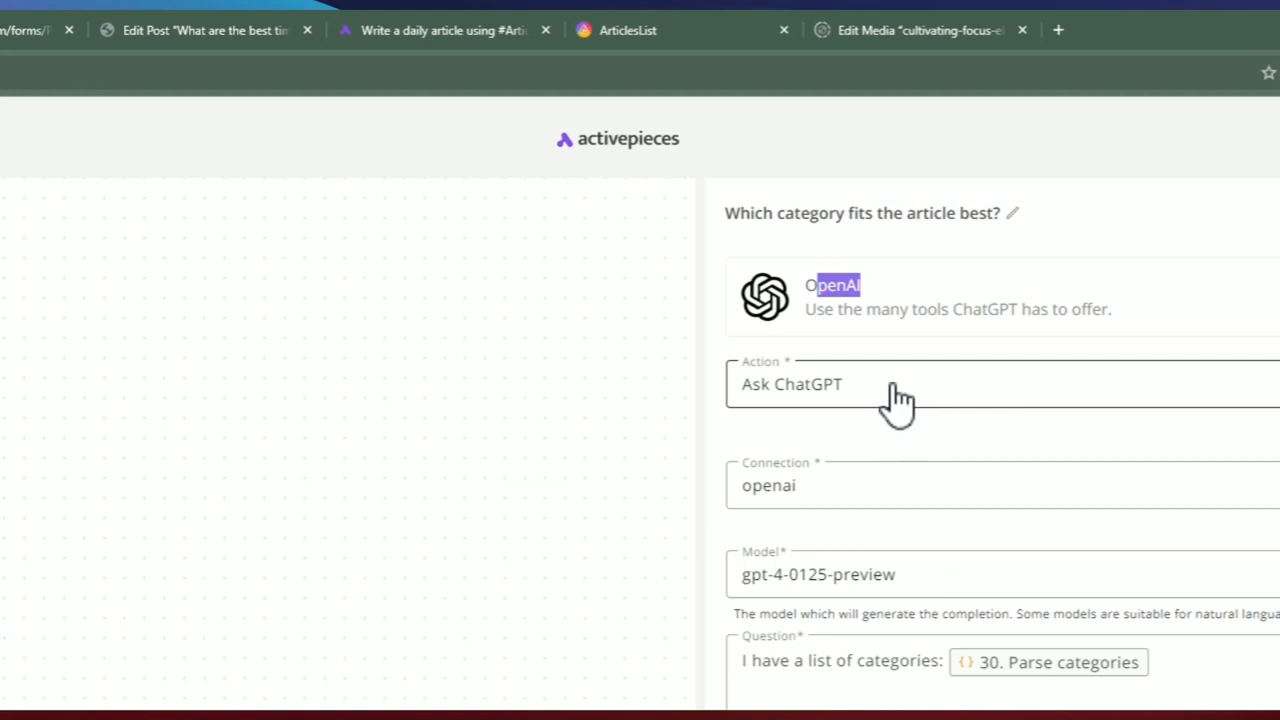 m/forms/
Edit Post "What are the best tim
Write a daily article using #Artic
ArticlesList
Edit Media "cultivating-focus-el
activepieces
Which category fits the article best?
OpenAI
Use the many tools ChatGPT has to offer.
Action *
Ask ChatGPT
Connection *
openai
Model*
gpt-4-0125-preview
The model which will generate the completion. Some models are suitable for natural langua
Question*
I have a list of categories: {} 30. Parse categories